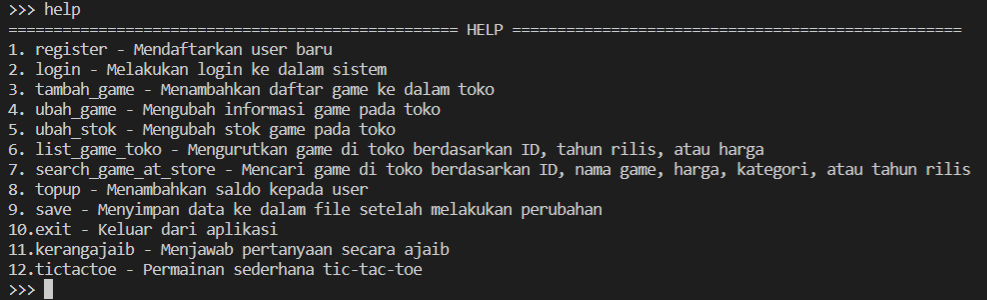 >>> help
================================================== HELP ==================================================
1. register - Mendaftarkan user baru
2. login - Melakukan login ke dalam sistem
3. tambah_game - Menambahkan daftar game ke dalam toko
4. ubah_game - Mengubah informasi game pada toko
5. ubah_stok - Mengubah stok game pada toko
6. list_game_toko - Mengurutkan game di toko berdasarkan ID, tahun rilis, atau harga
7. search_game_at_store - Mencari game di toko berdasarkan ID, nama game, harga, kategori, atau tahun rilis
8. topup - Menambahkan saldo kepada user
9. save - Menyimpan data ke dalam file setelah melakukan perubahan
10.exit - Keluar dari aplikasi
11.kerangajaib - Menjawab pertanyaan secara ajaib
12.tictactoe - Permainan sederhana tic-tac-toe
>>>